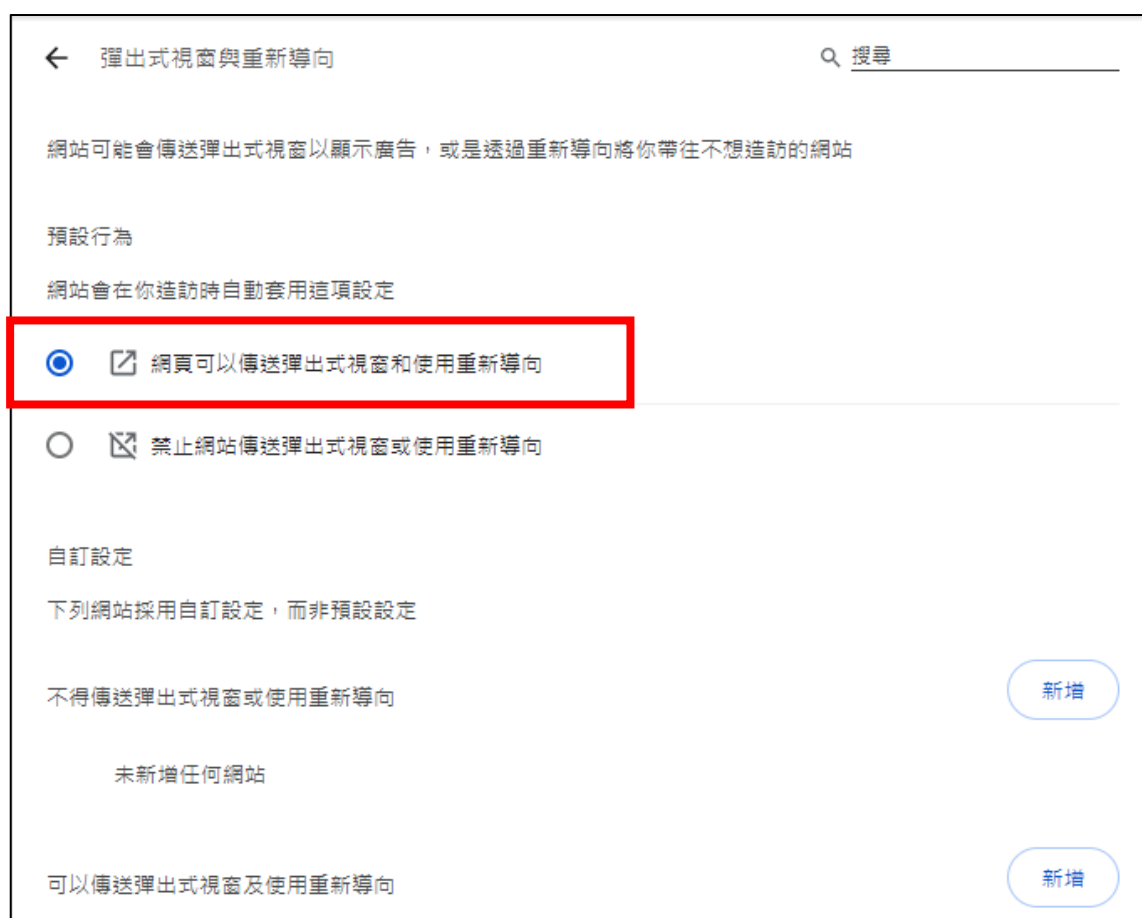 彈出式視窗與重新導向
搜尋
網站可能會傳送彈出式視窗以顯示廣告，或是透過重新導向將你帶往不想造訪的網站
預設行為
網站會在你造訪時自動套用這項設定
網頁可以傳送彈出式視窗和使用重新導向
禁止網站傳送彈出式視窗或使用重新導向
自訂設定
下列網站採用自訂設定，而非預設設定
不得傳送彈出式視窗或使用重新導向
新增
未新增任何網站
可以傳送彈出式視窗及使用重新導向
新增